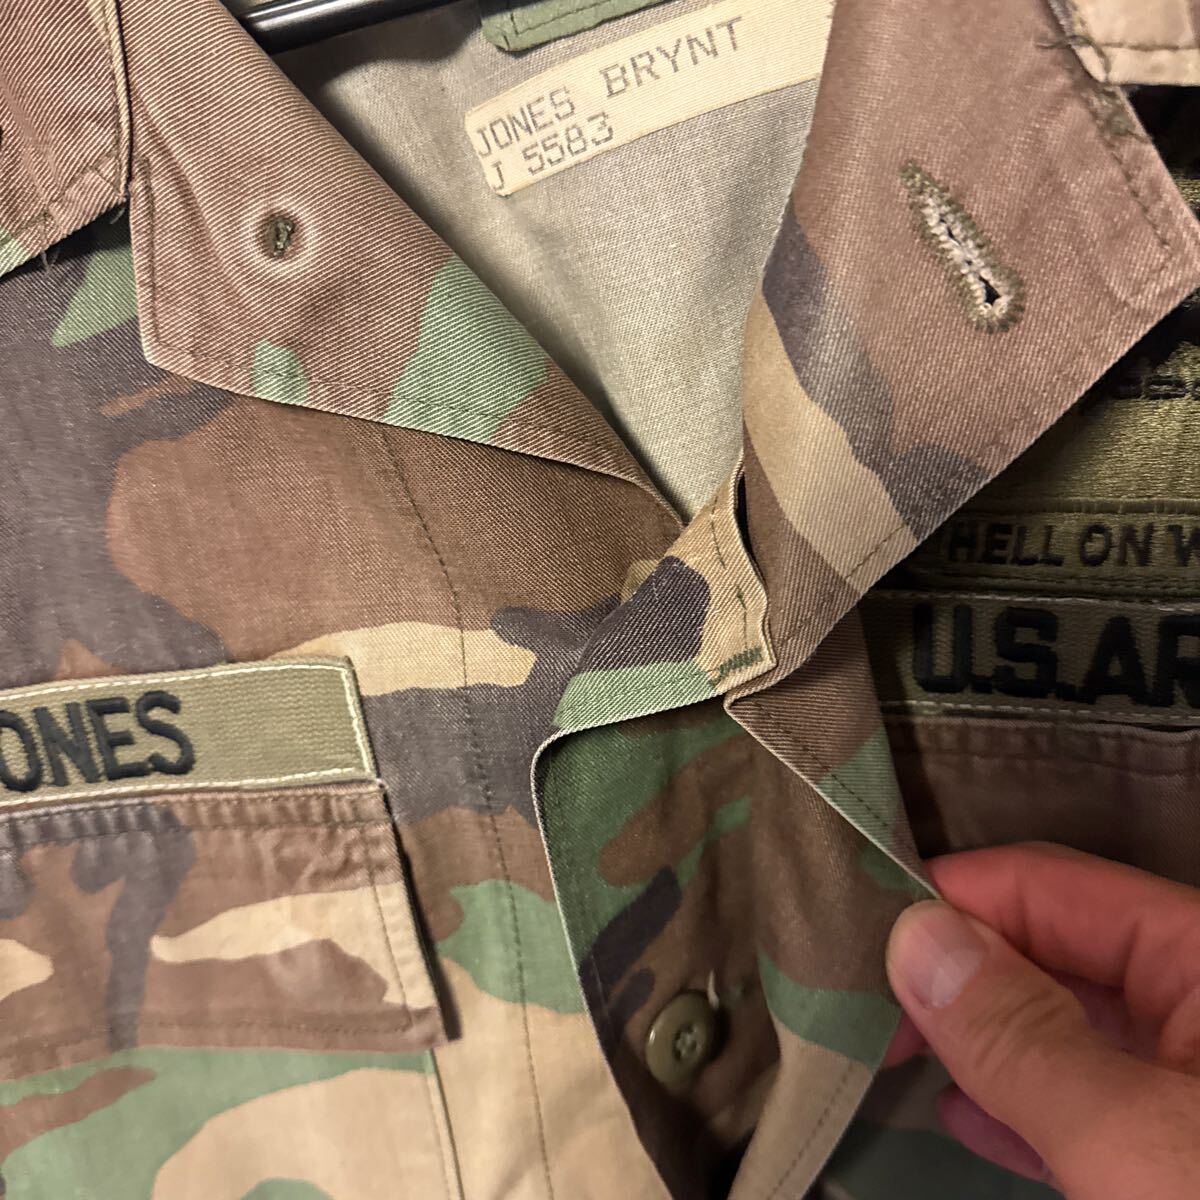 JONES BRYNT
J 5583
HELL ON
U.S.AR
ONES